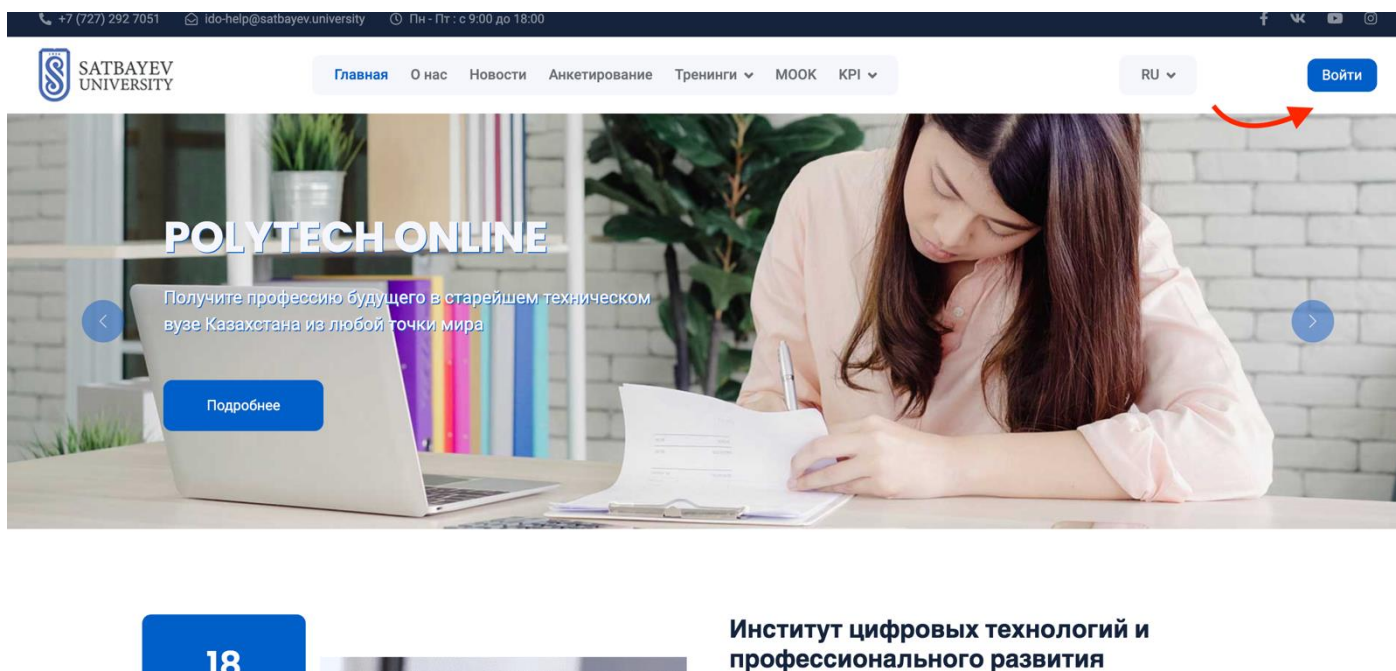 +7 (727) 292 7051 ido-help@satbayev.university Пн - Пт : с 9:00 до 18:00
SATBAYEV
UNIVERSITY
Главная О нас Новости Анкетирование Тренинги МООК KPI RU Войти
POLYTECH ONLINE
Получите профессию будущего в старейшем техническом
вузе Казахстана из любой точки мира
Подробнее
18
Институт цифровых технологий и
профессионального развития